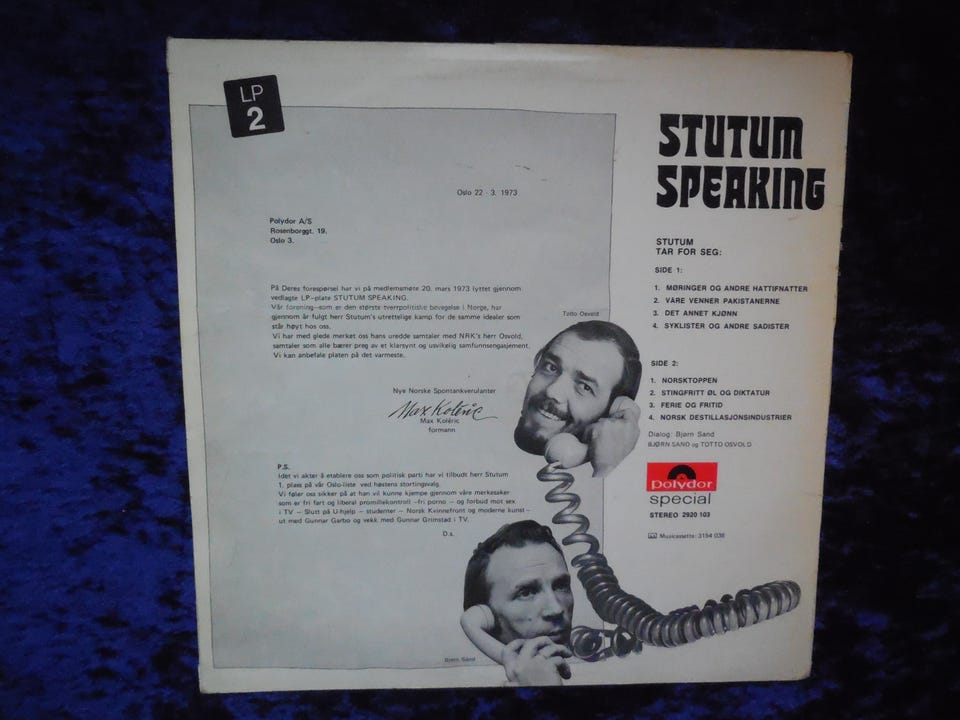 LP
2
Oslo 22 - 3. 1973
Polydor A/S
Rosenborggt. 19.
Oslo 3.
På Deres forespørsel har vi på medlemsmøte 20. mars 1973 lyttet gjennom
vedlagte LP-plate STUTUM SPEAKING.
Vår forening-som er den største tverrpolitiske bevegelse i Norge, har
gjennom år fulgt herr Stutum's utrettelige kamp for de samme idealer som
står høyt hos oss.
Vi har med glede merket oss hans uredde samtaler med NRK's herr Osvold,
samtaler som alle bærer preg av et klarsynt og usvikelig samfunnsengasjement.
Vi kan anbefale platen på det varmeste.
Nye Norske Spontankverulanter
Max Koléric
Max Koléric
formann
P.S.
Idet vi akter å etablere oss som politisk parti har vi tilbudt herr Stutum
1. plass på vår Oslo-liste ved høstens stortingsvalg.
Vi føler oss sikker på at han vil kunne kjempe gjennom våre merkesaker
som er fri fart og liberal promillekontroll -fri porno - og forbud mot sex
i TV - Slutt på U-hjelp - studenter - Norsk Kvinnefront og moderne kunst -
ut med Gunnar Garbo og vekk med Gunnar Grimstad i TV.
D.s.
Totto Osvold
Bjørn Sand
STUTUM
SPEAKING
STUTUM
TAR FOR SEG:
SIDE 1:
1. MØRINGER OG ANDRE HATTIFNATTER
2. VÅRE VENNER PAKISTANERNE
3. DET ANNET KJØNN
4. SYKLISTER OG ANDRE SADISTER
SIDE 2:
1. NORSKTOPPEN
2. STINGFRITT ØL OG DIKTATUR
3. FERIE OG FRITID
4. NORSK DESTILLASJONSINDUSTRIER
Dialog: Bjørn Sand
BJØRN SAND og TOTTO OSVOLD
polydor
special
STEREO 2920 103
Musicassette: 3154 036